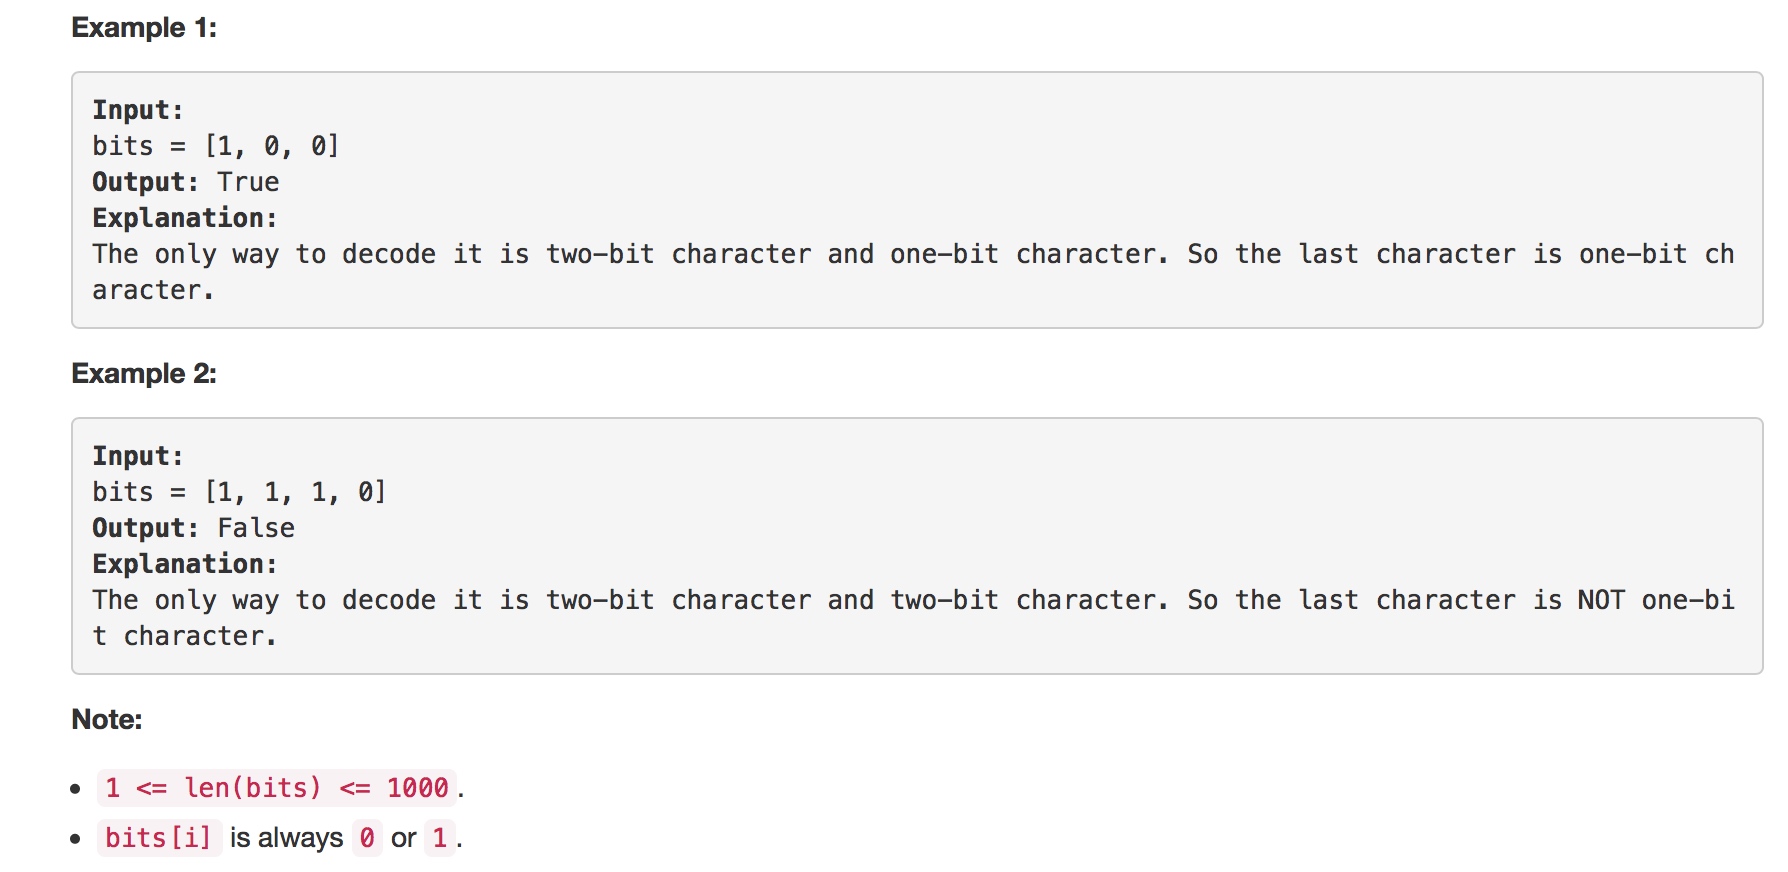 Example 1:
Input:
bits = [1, 0, 0]
Output: True
Explanation:
The only way to decode it is two-bit character and one-bit character. So the last character is one-bit ch
aracter.
Example 2:
Input:
bits = [1, 1, 1, 0]
Output: False
Explanation:
The only way to decode it is two-bit character and two-bit character. So the last character is NOT one-bi
t character.
Note:
• 1 <= len(bits) <= 1000.
• bits[i] is always 0 or 1.